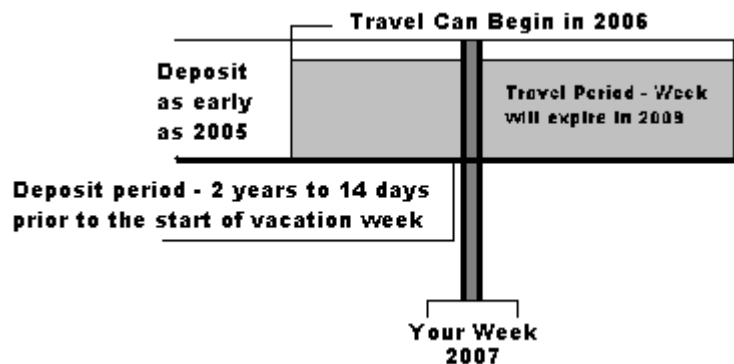 Travel Can Begin in 2006
Deposit
as early
as 2005
Travel Period - Week
will expire in 2009
Deposit period - 2 years to 14 days
prior to the start of vacation week
Your Week
2007